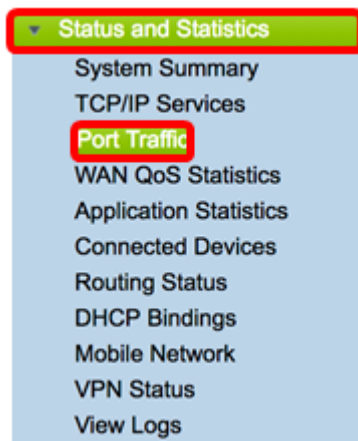 Status and Statistics
System Summary
TCP/IP Services
Port Traffic
WAN QoS Statistics
Application Statistics
Connected Devices
Routing Status
DHCP Bindings
Mobile Network
VPN Status
View Logs